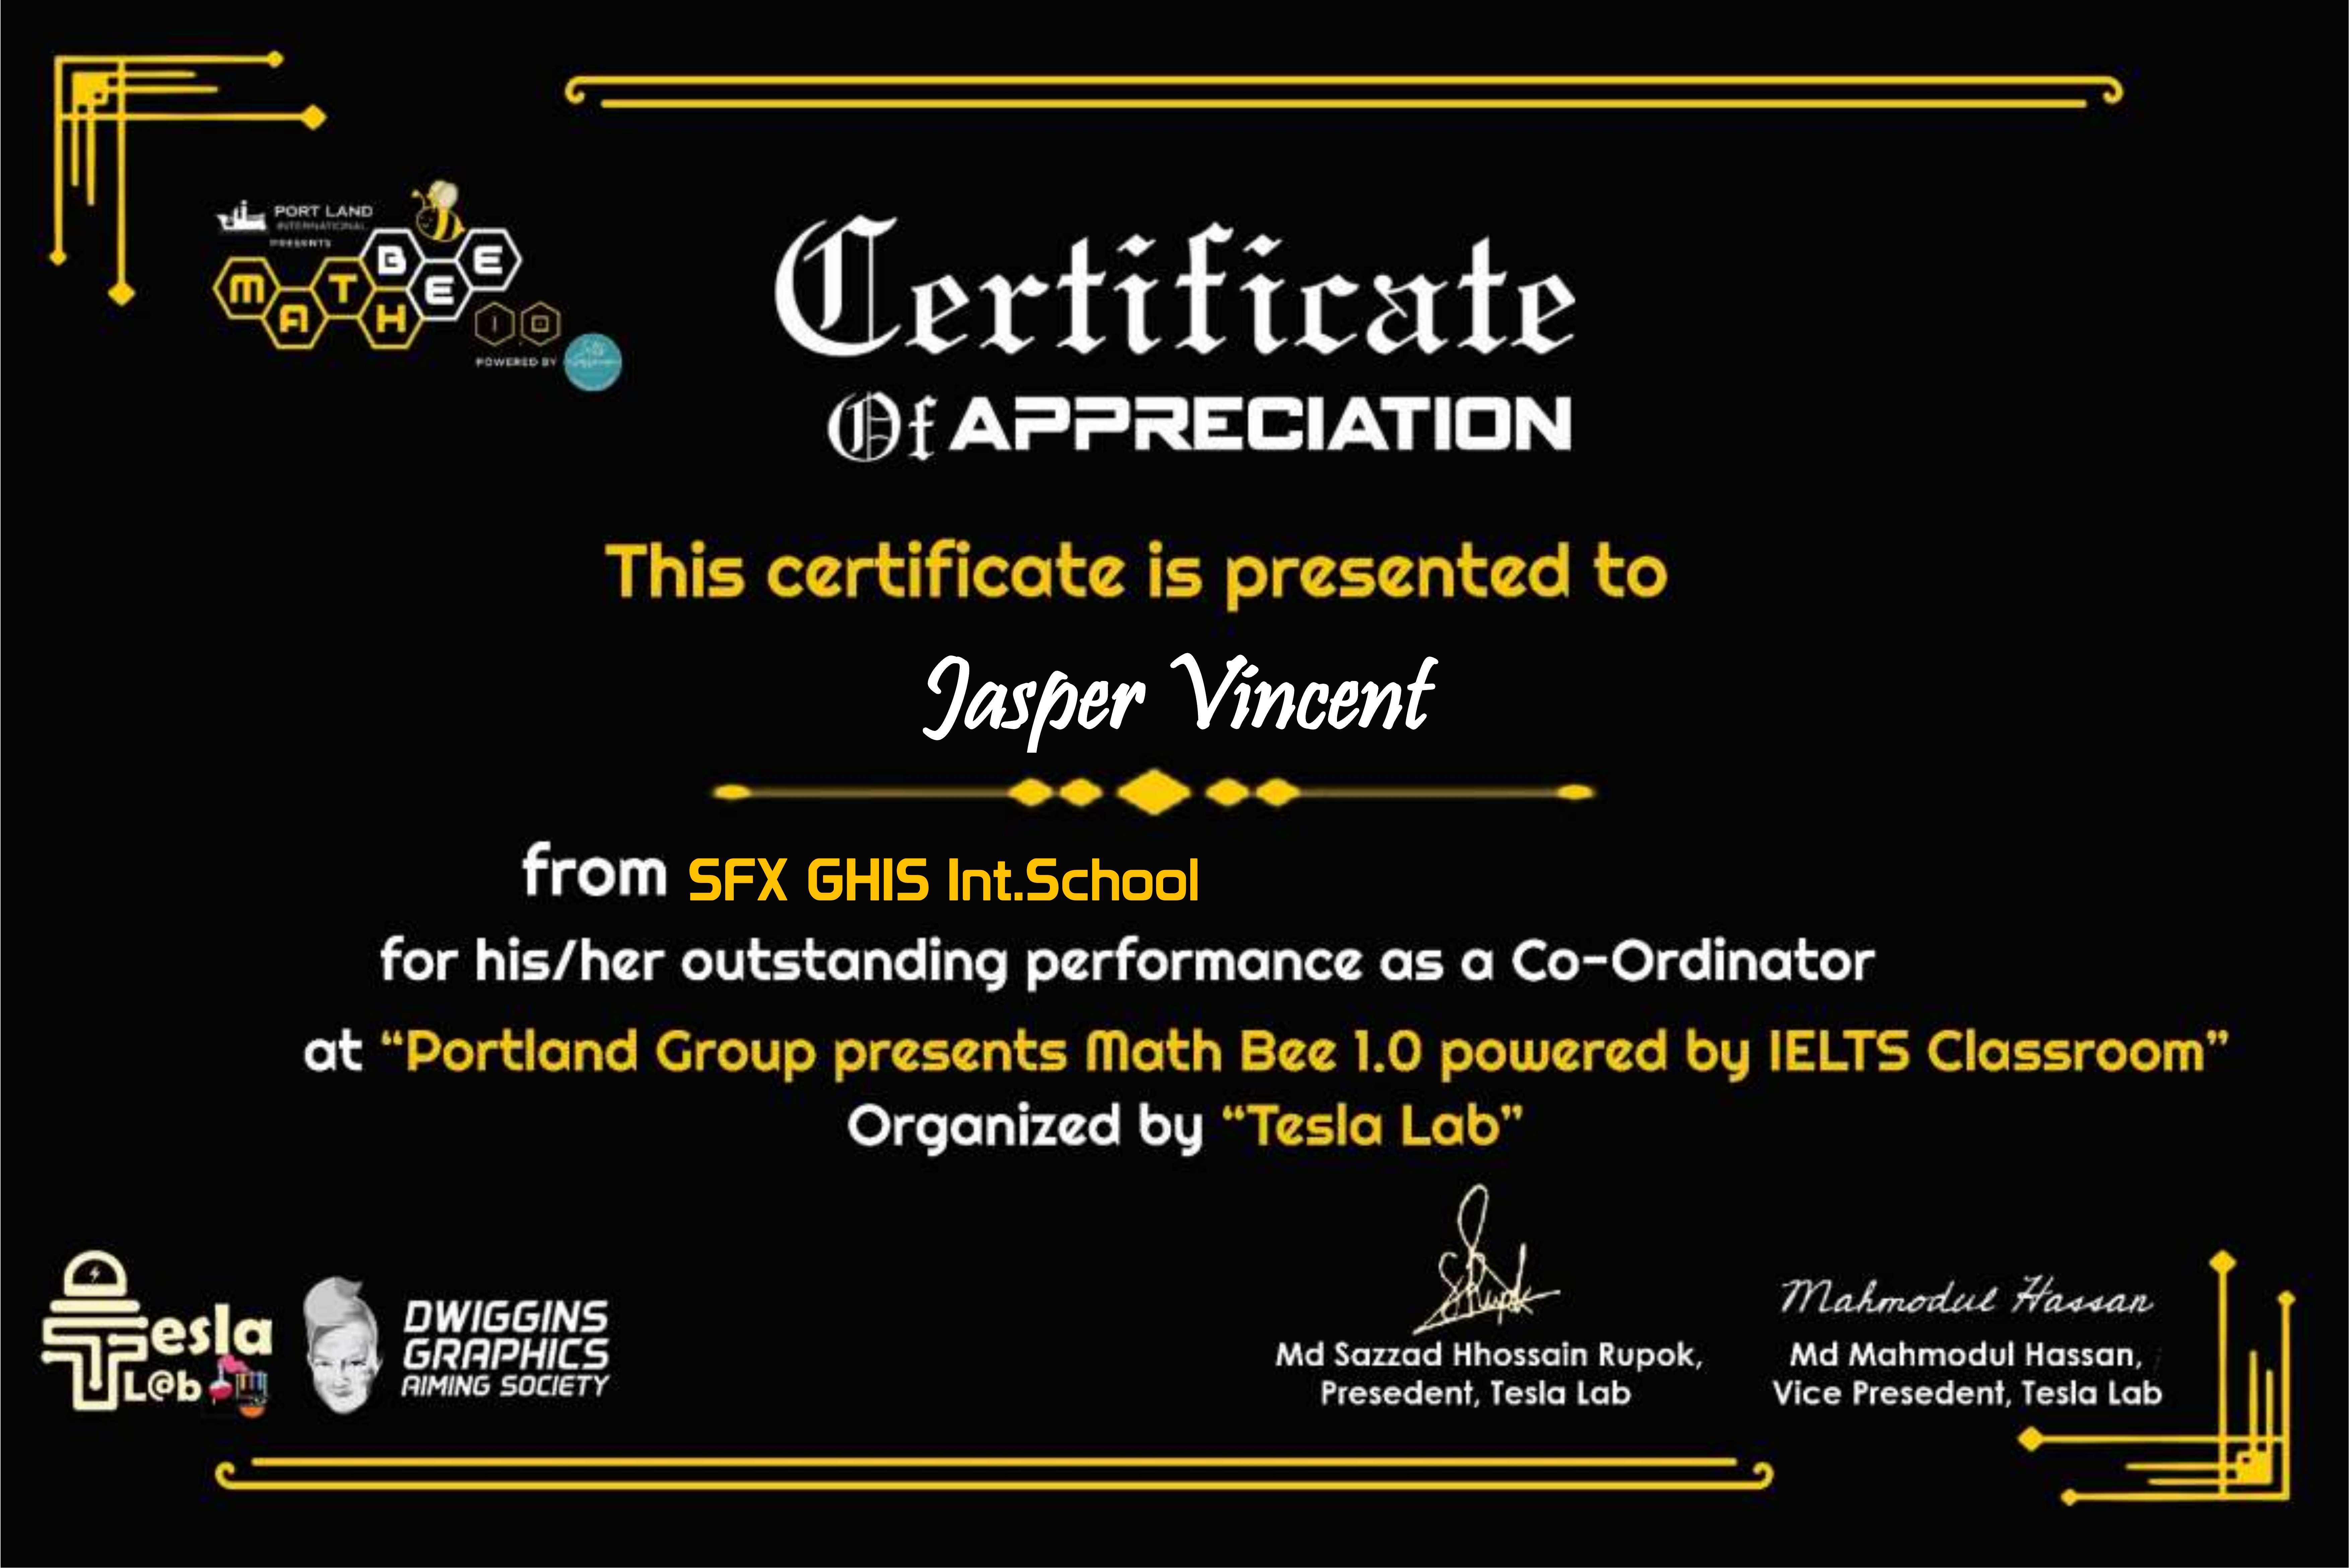 PORT LAND
INTERNATIONAL
PRESENTS
MATH BEE
1.0
POWERED BY
Certificate
Of APPRECIATION
This certificate is presented to
Jasper Vincent
from SFX GHIS Int.School
for his/her outstanding performance as a Co-Ordinator
at “Portland Group presents Math Bee 1.0 powered by IELTS Classroom”
Organized by “Tesla Lab”
Tesla
L@b
DWIGGINS
GRAPHICS
AIMING SOCIETY
SRupok
Md Sazzad Hhossain Rupok,
Presedent, Tesla Lab
Mahmodul Hassan
Md Mahmodul Hassan,
Vice Presedent, Tesla Lab